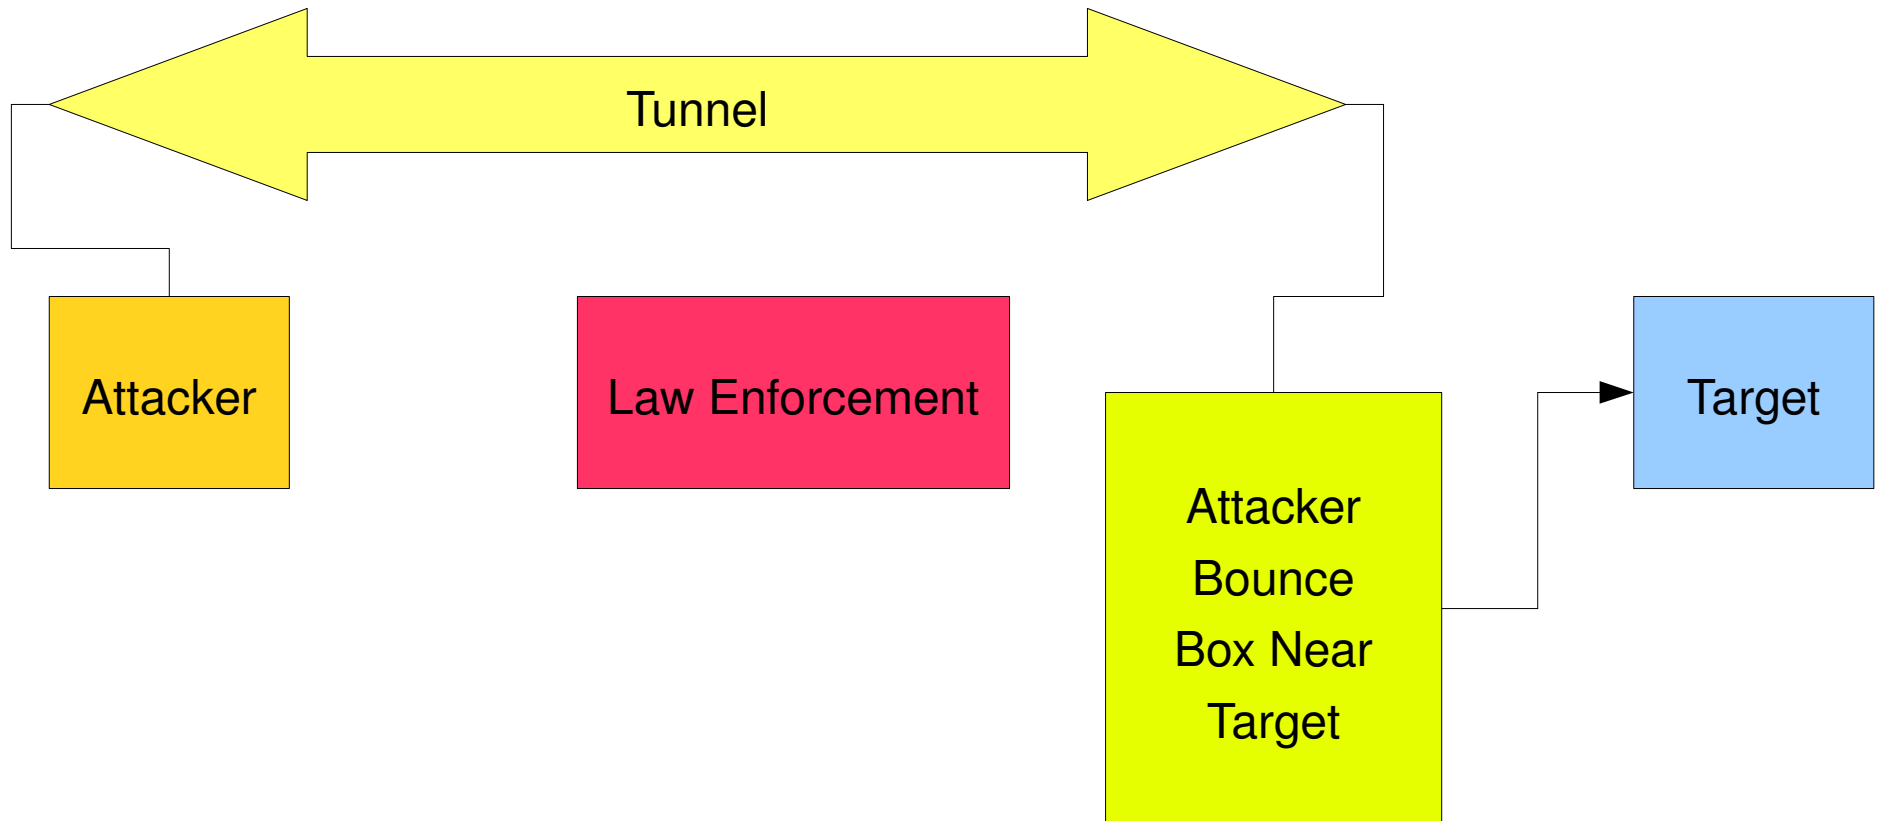 Tunnel
Attacker
Law Enforcement
Target
Attacker
Bounce
Box Near
Target